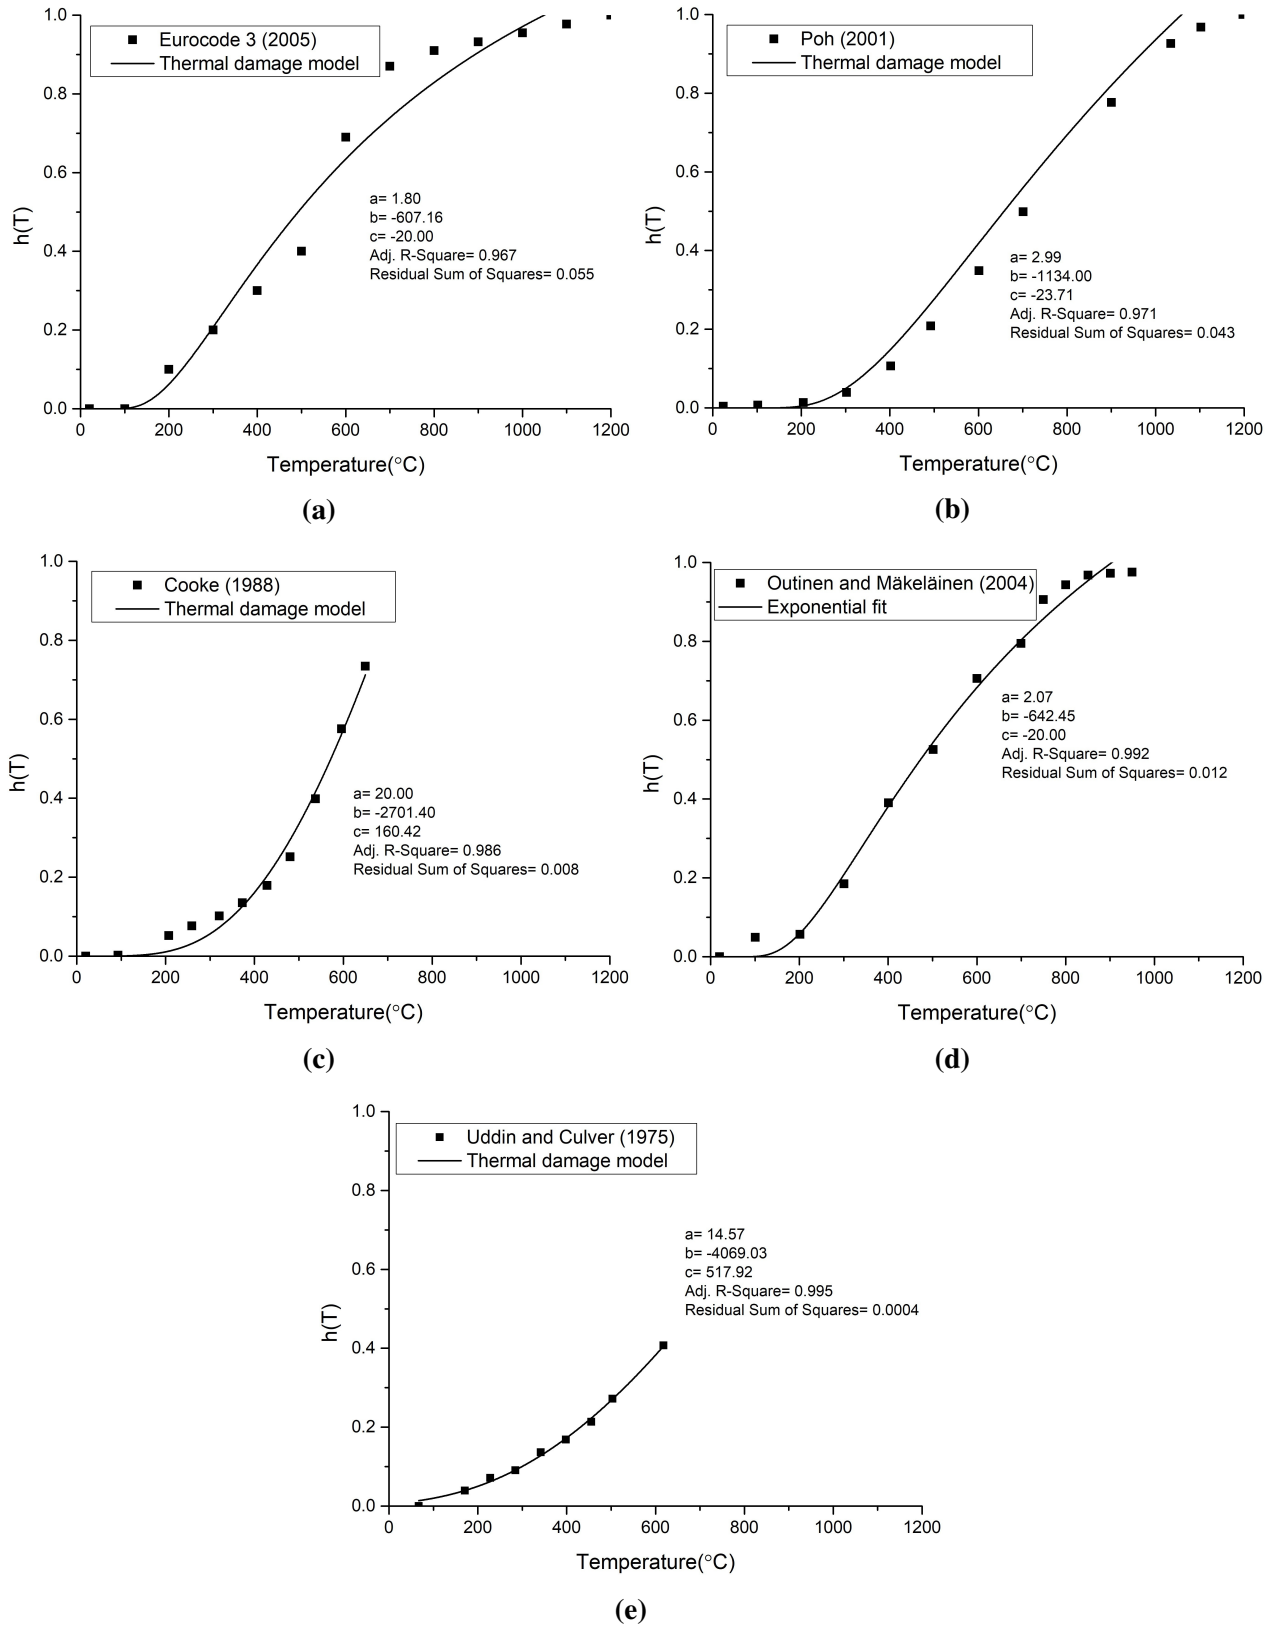 1.0
0.8
0.6
0.4
0.2
0.0
h(T)
Eurocode 3 (2005)
Thermal damage model
a= 1.80
b= -607.16
c= -20.00
Adj. R-Square= 0.967
Residual Sum of Squares= 0.055
0 200 400 600 800 1000 1200
Temperature(°C)
(a)
1.0
0.8
0.6
0.4
0.2
0.0
h(T)
Poh (2001)
Thermal damage model
a= 2.99
b= -1134.00
c= -23.71
Adj. R-Square= 0.971
Residual Sum of Squares= 0.043
0 200 400 600 800 1000 1200
Temperature(°C)
(b)
1.0
0.8
0.6
0.4
0.2
0.0
h(T)
Cooke (1988)
Thermal damage model
a= 20.00
b= -2701.40
c= 160.42
Adj. R-Square= 0.986
Residual Sum of Squares= 0.008
0 200 400 600 800 1000 1200
Temperature(°C)
(c)
1.0
0.8
0.6
0.4
0.2
0.0
h(T)
Outinen and Mäkeläinen (2004)
Exponential fit
a= 2.07
b= -642.45
c= -20.00
Adj. R-Square= 0.992
Residual Sum of Squares= 0.012
0 200 400 600 800 1000 1200
Temperature(°C)
(d)
1.0
0.8
0.6
0.4
0.2
0.0
h(T)
Uddin and Culver (1975)
Thermal damage model
a= 14.57
b= -4069.03
c= 517.92
Adj. R-Square= 0.995
Residual Sum of Squares= 0.0004
0 200 400 600 800 1000 1200
Temperature(°C)
(e)